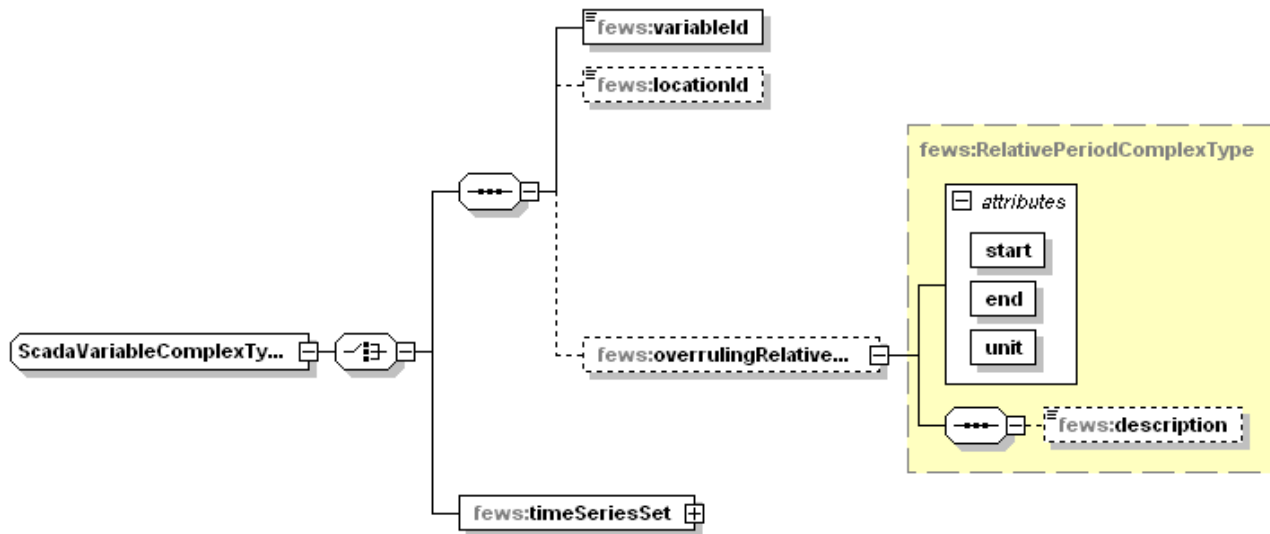 fews:variableId
fews:locationId
fews:RelativePeriodComplexType
attributes
start
end
unit
ScadaVariableComplexTy...
fews:overrulingRelative...
fews:description
fews:timeSeriesSet